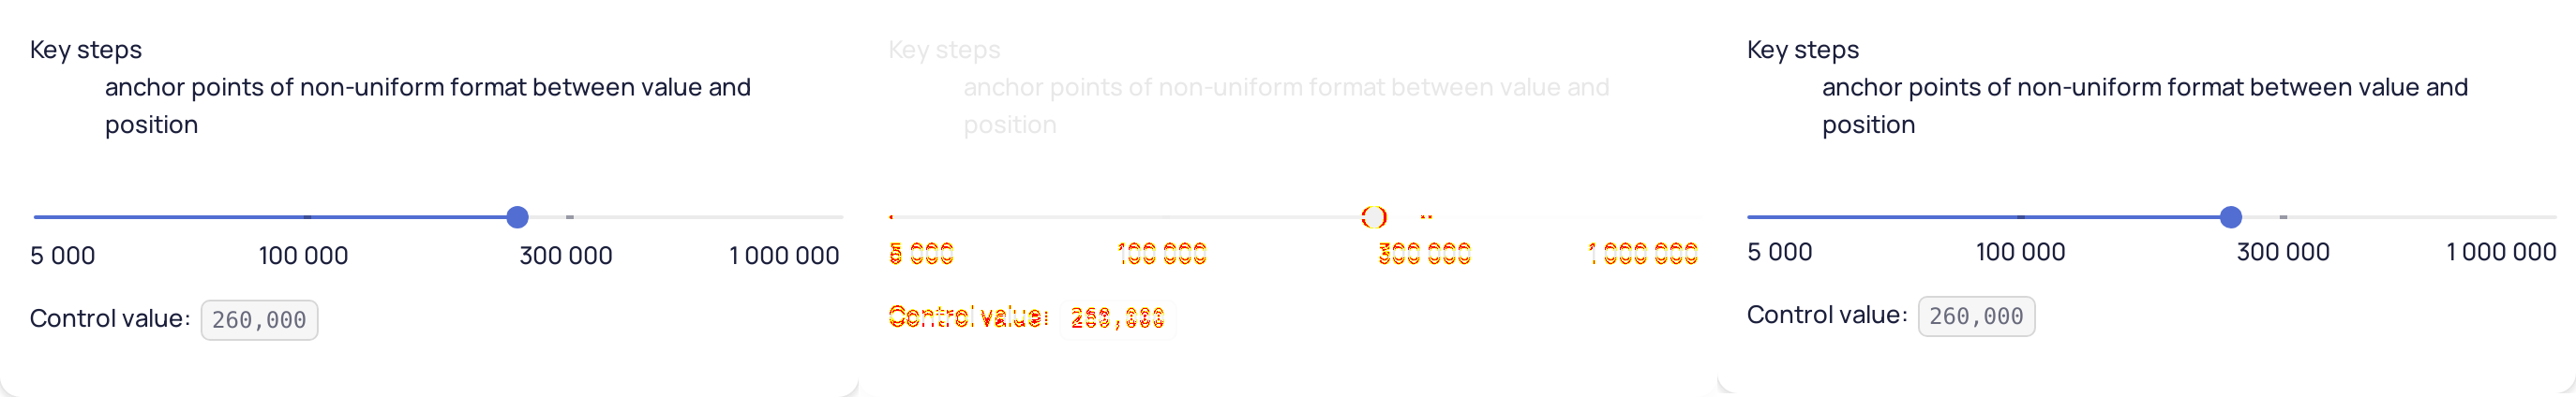 Key steps
anchor points of non-uniform format between value and
position
5 000 100 000 300 000 1 000 000
Control value: 260,000
Key steps
anchor points of non-uniform format between value and
position
5 000 100 000 300 000 1 000 000
Control value:
Key steps
anchor points of non-uniform format between value and
position
5 000 100 000 300 000 1 000 000
Control value: 260,000